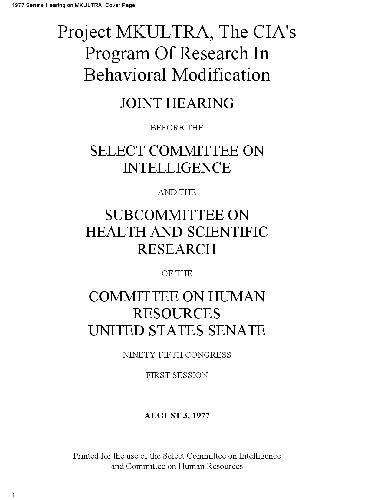 1977 Senate Hearing on MKULTRA: Cover Page
Project MKULTRA, The CIA's
Program Of Research In
Behavioral Modification
JOINT HEARING
BEFORE THE
SELECT COMMITTEE ON
INTELLIGENCE
AND THE
SUBCOMMITTEE ON
HEALTH AND SCIENTIFIC
RESEARCH
OF THE
COMMITTEE ON HUMAN
RESOURCES
UNITED STATES SENATE
NINETY-FIFTH CONGRESS
FIRST SESSION
AUGUST 3, 1977
Printed for the use of the Select Committee on Intelligence
and Committee on Human Resources
1